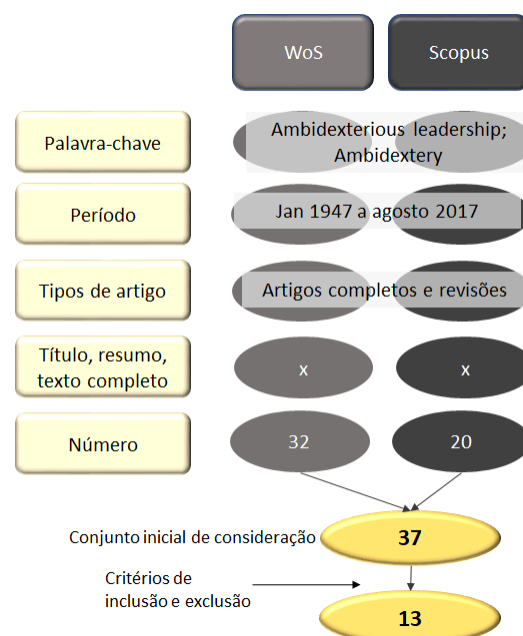 WoS
Scopus
Palavra-chave
Ambidexterious leadership;
Ambidextery
Período
Jan 1947 a agosto 2017
Tipos de artigo
Artigos completos e revisões
Título, resumo,
texto completo
x
x
Número
32
20
Conjunto inicial de consideração
37
Critérios de
inclusão e exclusão
13